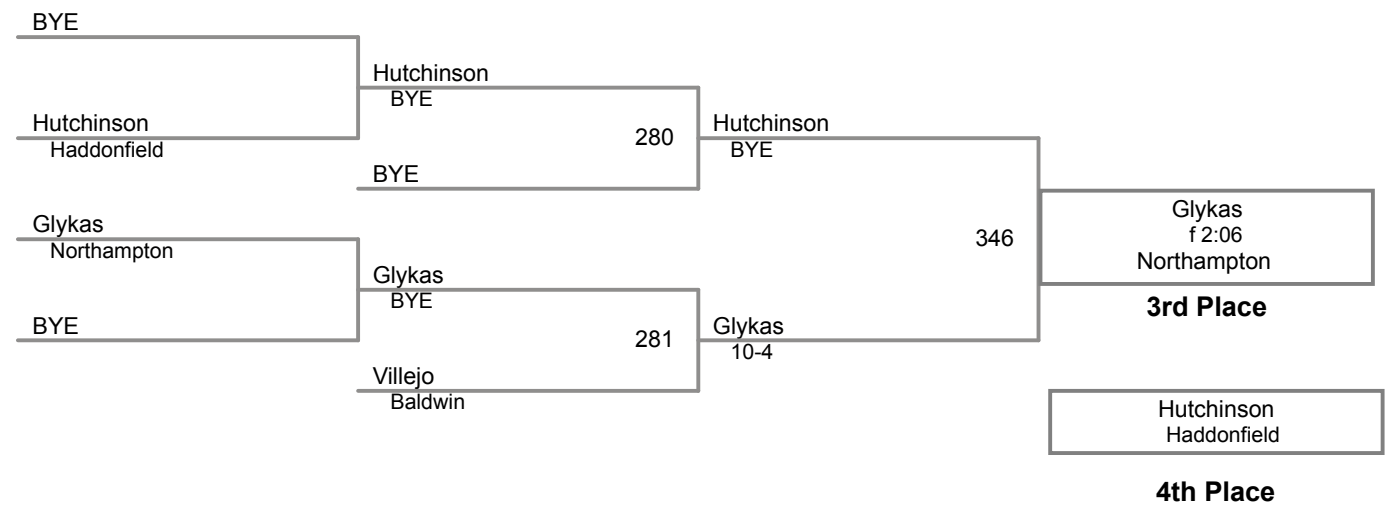 BYE
Hutchinson
BYE
Hutchinson
Haddonfield
280
Hutchinson
BYE
BYE
Glykas
Northampton
346
Glykas
f 2:06
Northampton
Glykas
BYE
3rd Place
BYE
281
Glykas
10-4
Villejo
Baldwin
Hutchinson
Haddonfield
4th Place